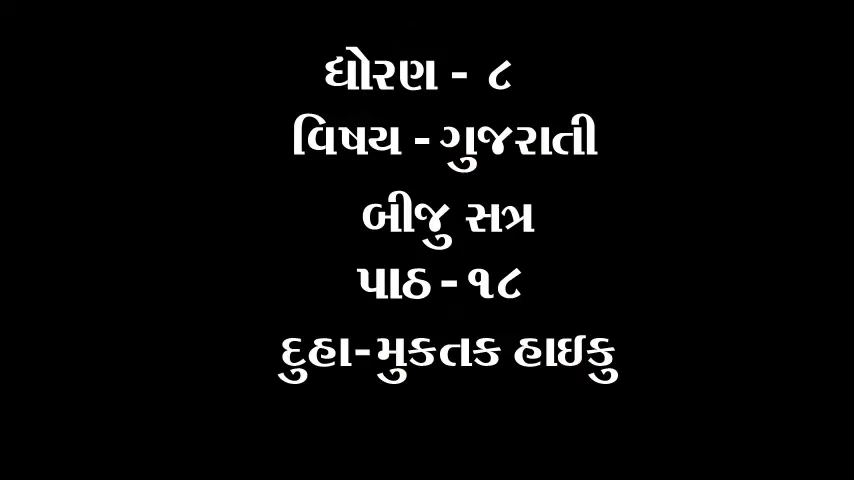 ધોરણ - ૮
વિષય - ગુજરાતી
બીજુ સત્ર
પાઠ - ૧૮
દુહા-મુકતક હાઇકુ